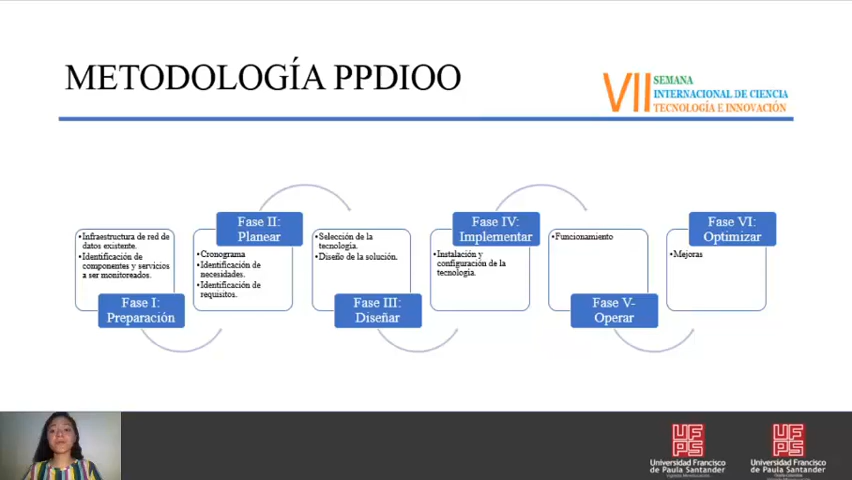 METODOLOGÍA PPDIOO
VII
SEMANA
INTERNACIONAL DE CIENCIA
TECNOLOGÍA E INNOVACIÓN
•Infraestructura de red de
datos existente.
•Identificación de
componentes y servicios
a ser monitoreados.
Fase I:
Preparación
Fase II:
Planear
•Cronograma
•Identificación de
necesidades.
•Identificación de
requisitos.
•Selección de la
tecnología.
•Diseño de la solución.
Fase III:
Diseñar
Fase IV:
Implementar
•Instalación y
configuración de la
tecnología.
•Funcionamiento
Fase V-
Operar
Fase VI:
Optimizar
•Mejoras
UFPS
Universidad Francisco
de Paula Santander
UFPS
Universidad Francisco
de Paula Santander